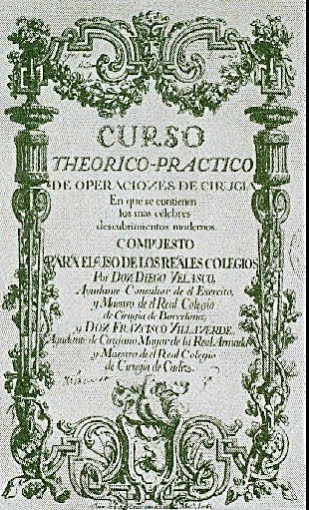 CURSO
THEORICO-PRACTICO
DE OPERACIONES DE CIRUGIA
En que se contienen
los mas célebres
descubrimientos modernos.
COMPUESTO
PARA EL USO DE LOS REALES COLEGIOS
Por DON DIEGO VELASCO,
Ayudante Consultor de el Exercito,
y Maestro de el Real Colegio
de Cirugia de Barcelona;
y DON FRANCISCO VILLAVERDE,
Ayudante de Cirujano Mayor de la Real Armada
y Maestro de el Real Colegio
de Cirugia de Cadiz.